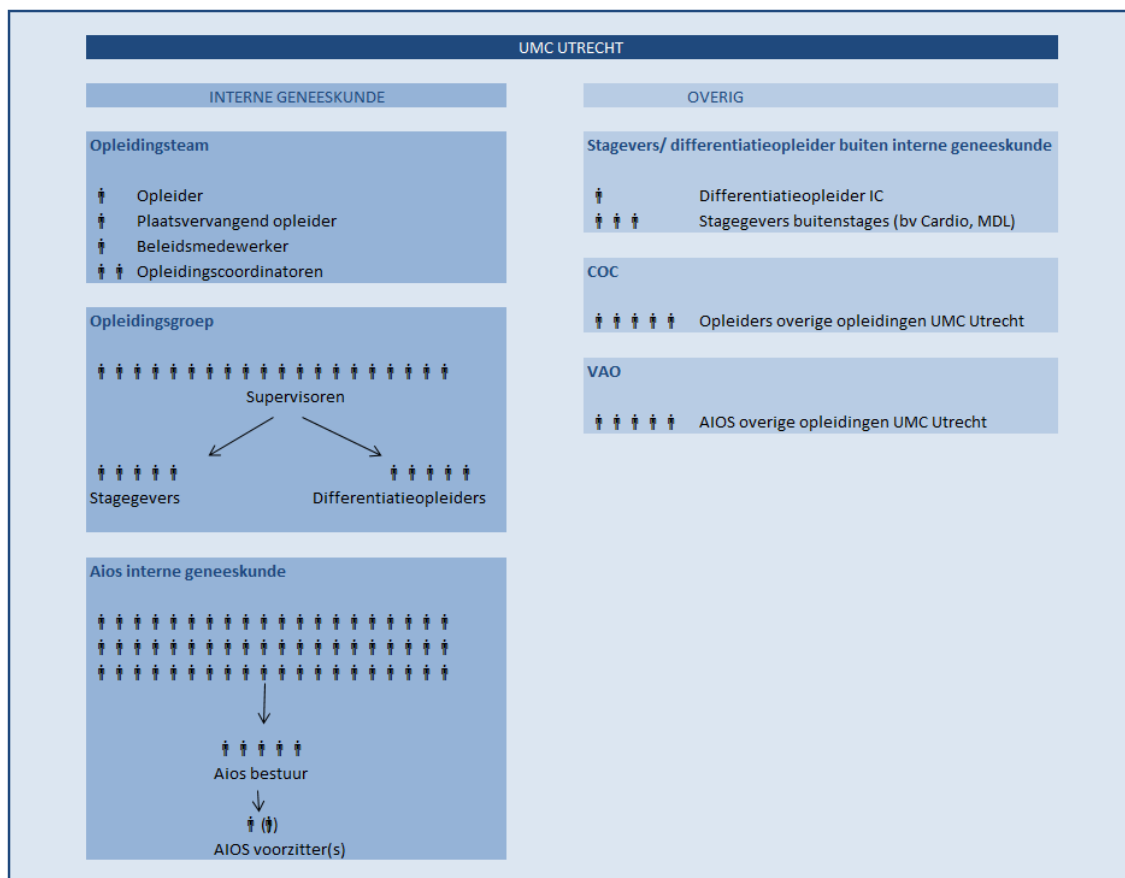 UMC UTRECHT
INTERNE GENEESKUNDE
Opleidingsteam
Opleider
Plaatsvervangend opleider
Beleidsmedewerker
Opleidingscoordinatoren
Opleidingsgroep
Supervisoren
Stagegevers
Differentiatieopleiders
Aios interne geneeskunde
Aios bestuur
( )
AIOS voorzitter(s)
OVERIG
Stagevers/ differentiatieopleider buiten interne geneeskunde
Differentiatieopleider IC
Stagegevers buitenstages (bv Cardio, MDL)
COC
Opleiders overige opleidingen UMC Utrecht
VAO
AIOS overige opleidingen UMC Utrecht